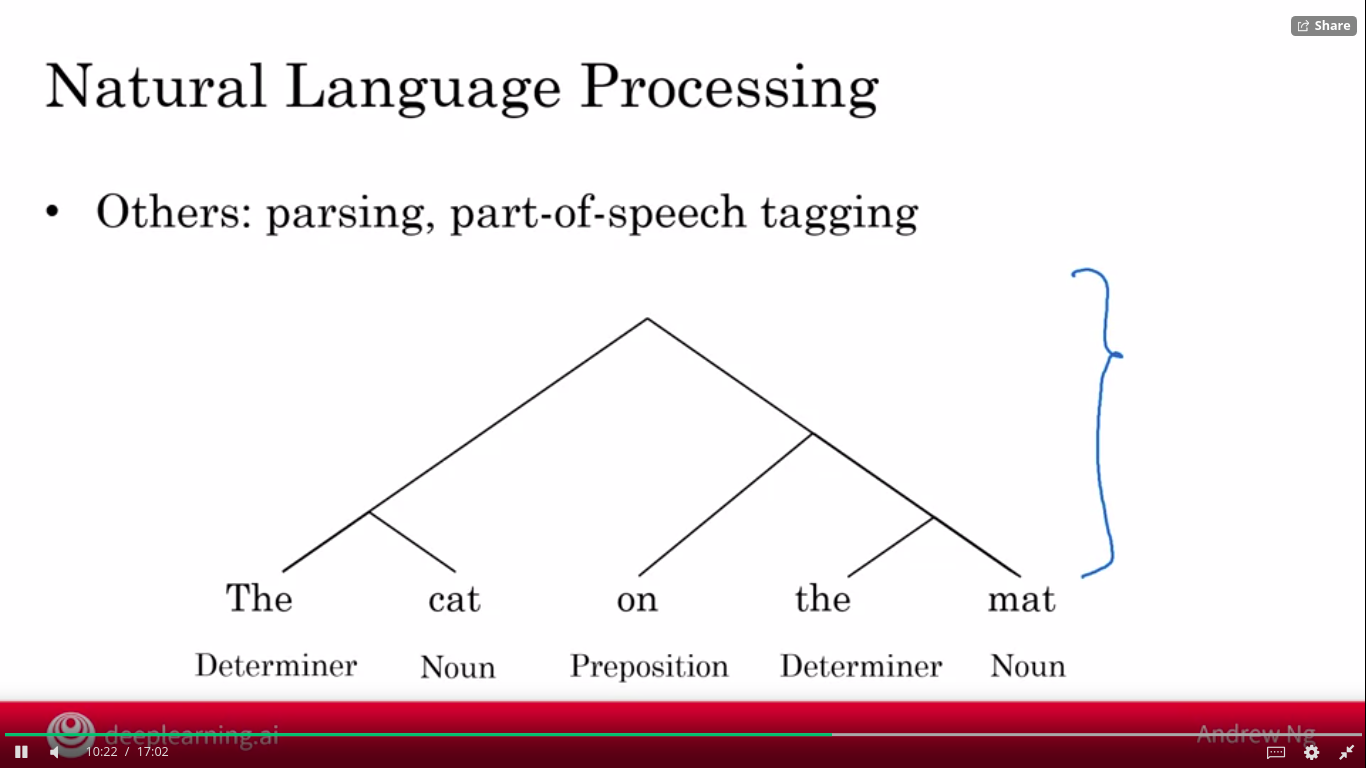 Share
Natural Language Processing
• Others: parsing, part-of-speech tagging
The cat on the mat
Determiner Noun Preposition Determiner Noun
deeplearning.ai Andrew Ng
10:22 / 17:02